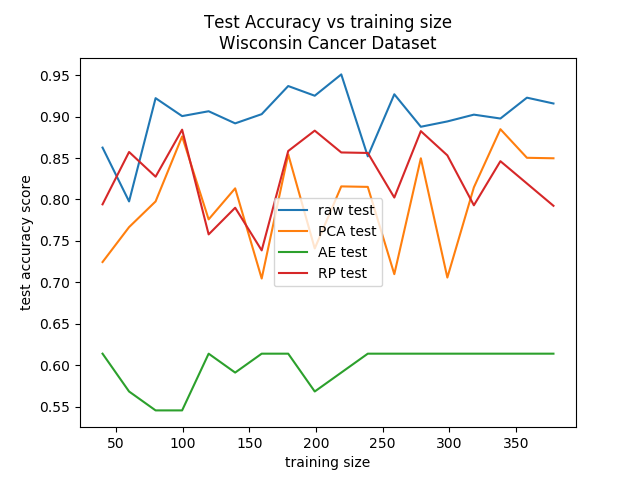 Test Accuracy vs training size
Wisconsin Cancer Dataset
test accuracy score
0.95
0.90
0.85
0.80
0.75
0.70
0.65
0.60
0.55
raw test
PCA test
AE test
RP test
50 100 150 200 250 300 350
training size